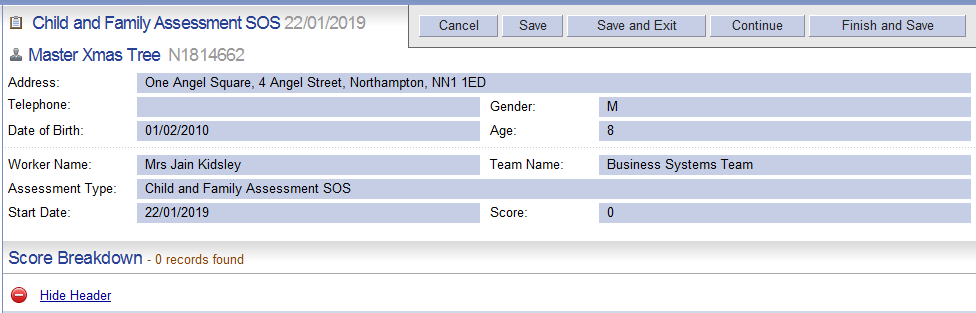 Child and Family Assessment SOS 22/01/2019 Cancel Save Save and Exit Continue Finish and Save
Master Xmas Tree N1814662
Address: One Angel Square, 4 Angel Street, Northampton, NN1 1ED
Telephone: Gender: M
Date of Birth: 01/02/2010 Age: 8
Worker Name: Mrs Jain Kidsley Team Name: Business Systems Team
Assessment Type: Child and Family Assessment SOS
Start Date: 22/01/2019 Score: 0
Score Breakdown - 0 records found
Hide Header